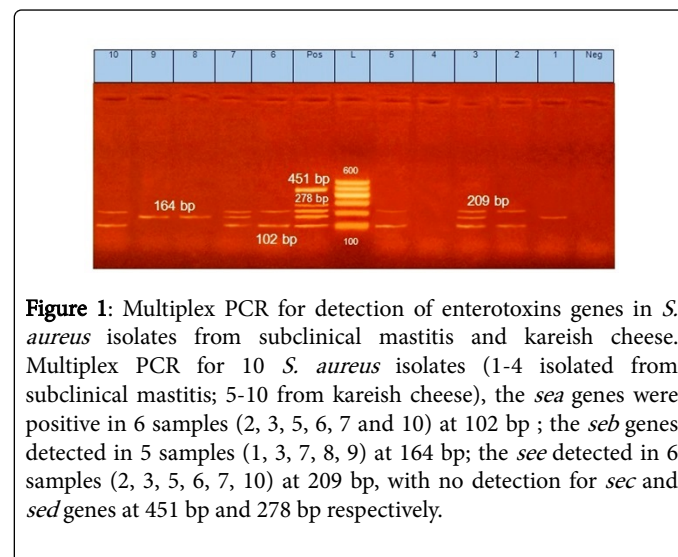 10 9 8 7 6 Pos L 5 4 3 2 1 Neg
600
451 bp
278 bp
164 bp 209 bp
102 bp 100
Figure 1: Multiplex PCR for detection of enterotoxins genes in S.
aureus isolates from subclinical mastitis and kareish cheese.
Multiplex PCR for 10 S. aureus isolates (1-4 isolated from
subclinical mastitis; 5-10 from kareish cheese), the sea genes were
positive in 6 samples (2, 3, 5, 6, 7 and 10) at 102 bp ; the seb genes
detected in 5 samples (1, 3, 7, 8, 9) at 164 bp; the see detected in 6
samples (2, 3, 5, 6, 7, 10) at 209 bp, with no detection for sec and
sed genes at 451 bp and 278 bp respectively.